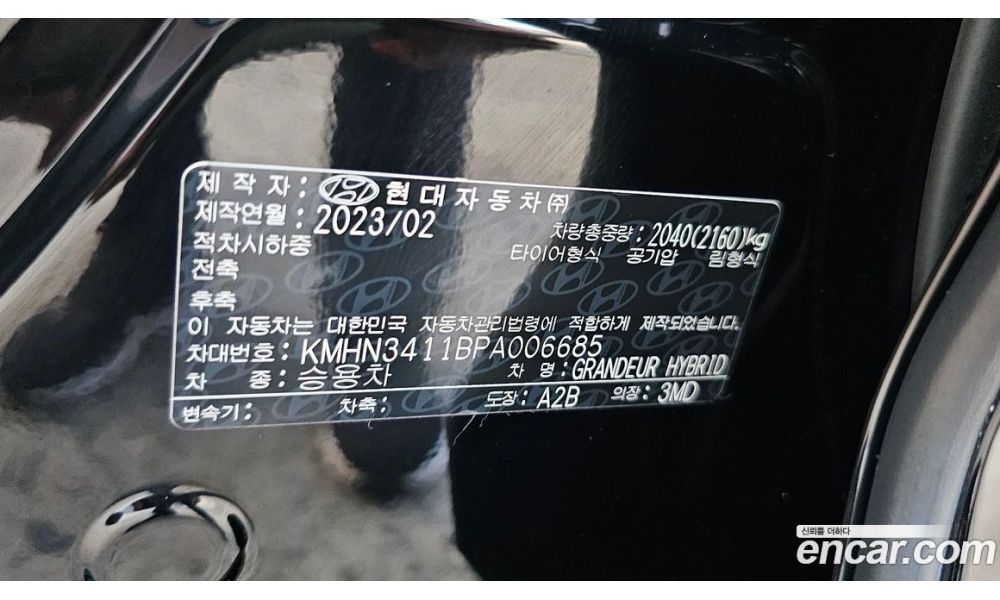 제 작 자 : 현대자동차(주)
제작연월 : 2023/02
차량총중량 : 2040(2160)kg
적차시하중 타이어형식 공기압 림형식
전축
후축
이 자동차는 대한민국 자동차관리법령에 적합하게 제작되었습니다.
차대번호 : KMHN3411BPA006685
차 종 : 승용차 차 명 : GRANDEUR HYBRID
변속기 : 차축 : 도장 : A2B 의장 : 3MD
신뢰를 더하다
encar.com